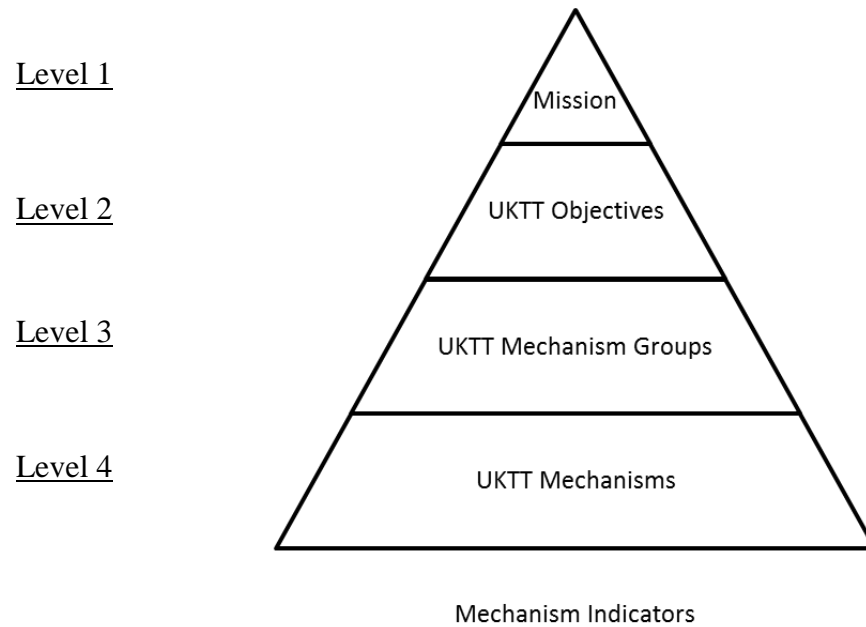 Level 1
Mission
Level 2
UKTT Objectives
Level 3
UKTT Mechanism Groups
Level 4
UKTT Mechanisms
Mechanism Indicators